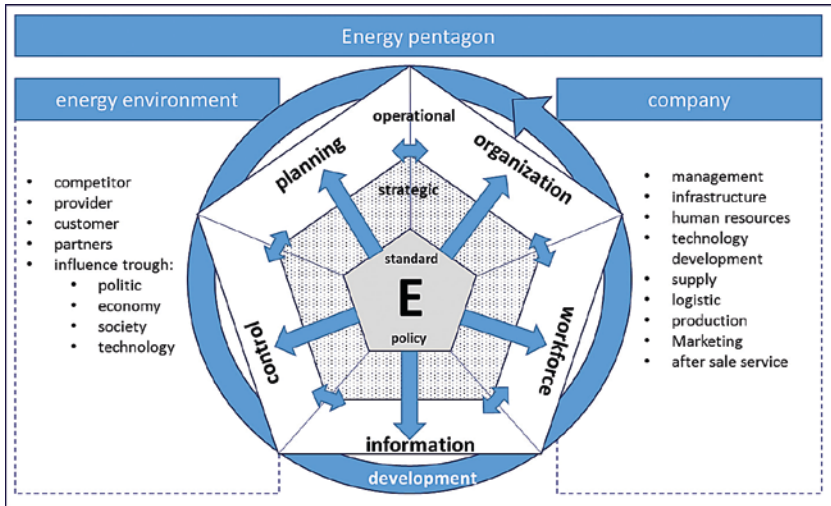 Energy pentagon
energy environment
company
• competitor
• provider
• customer
• partners
• influence trough:
• politic
• economy
• society
• technology
operational
planning
organization
strategic
standard
E
policy
control
workforce
information
development
• management
• infrastructure
• human resources
• technology
development
• supply
• logistic
• production
• Marketing
• after sale service